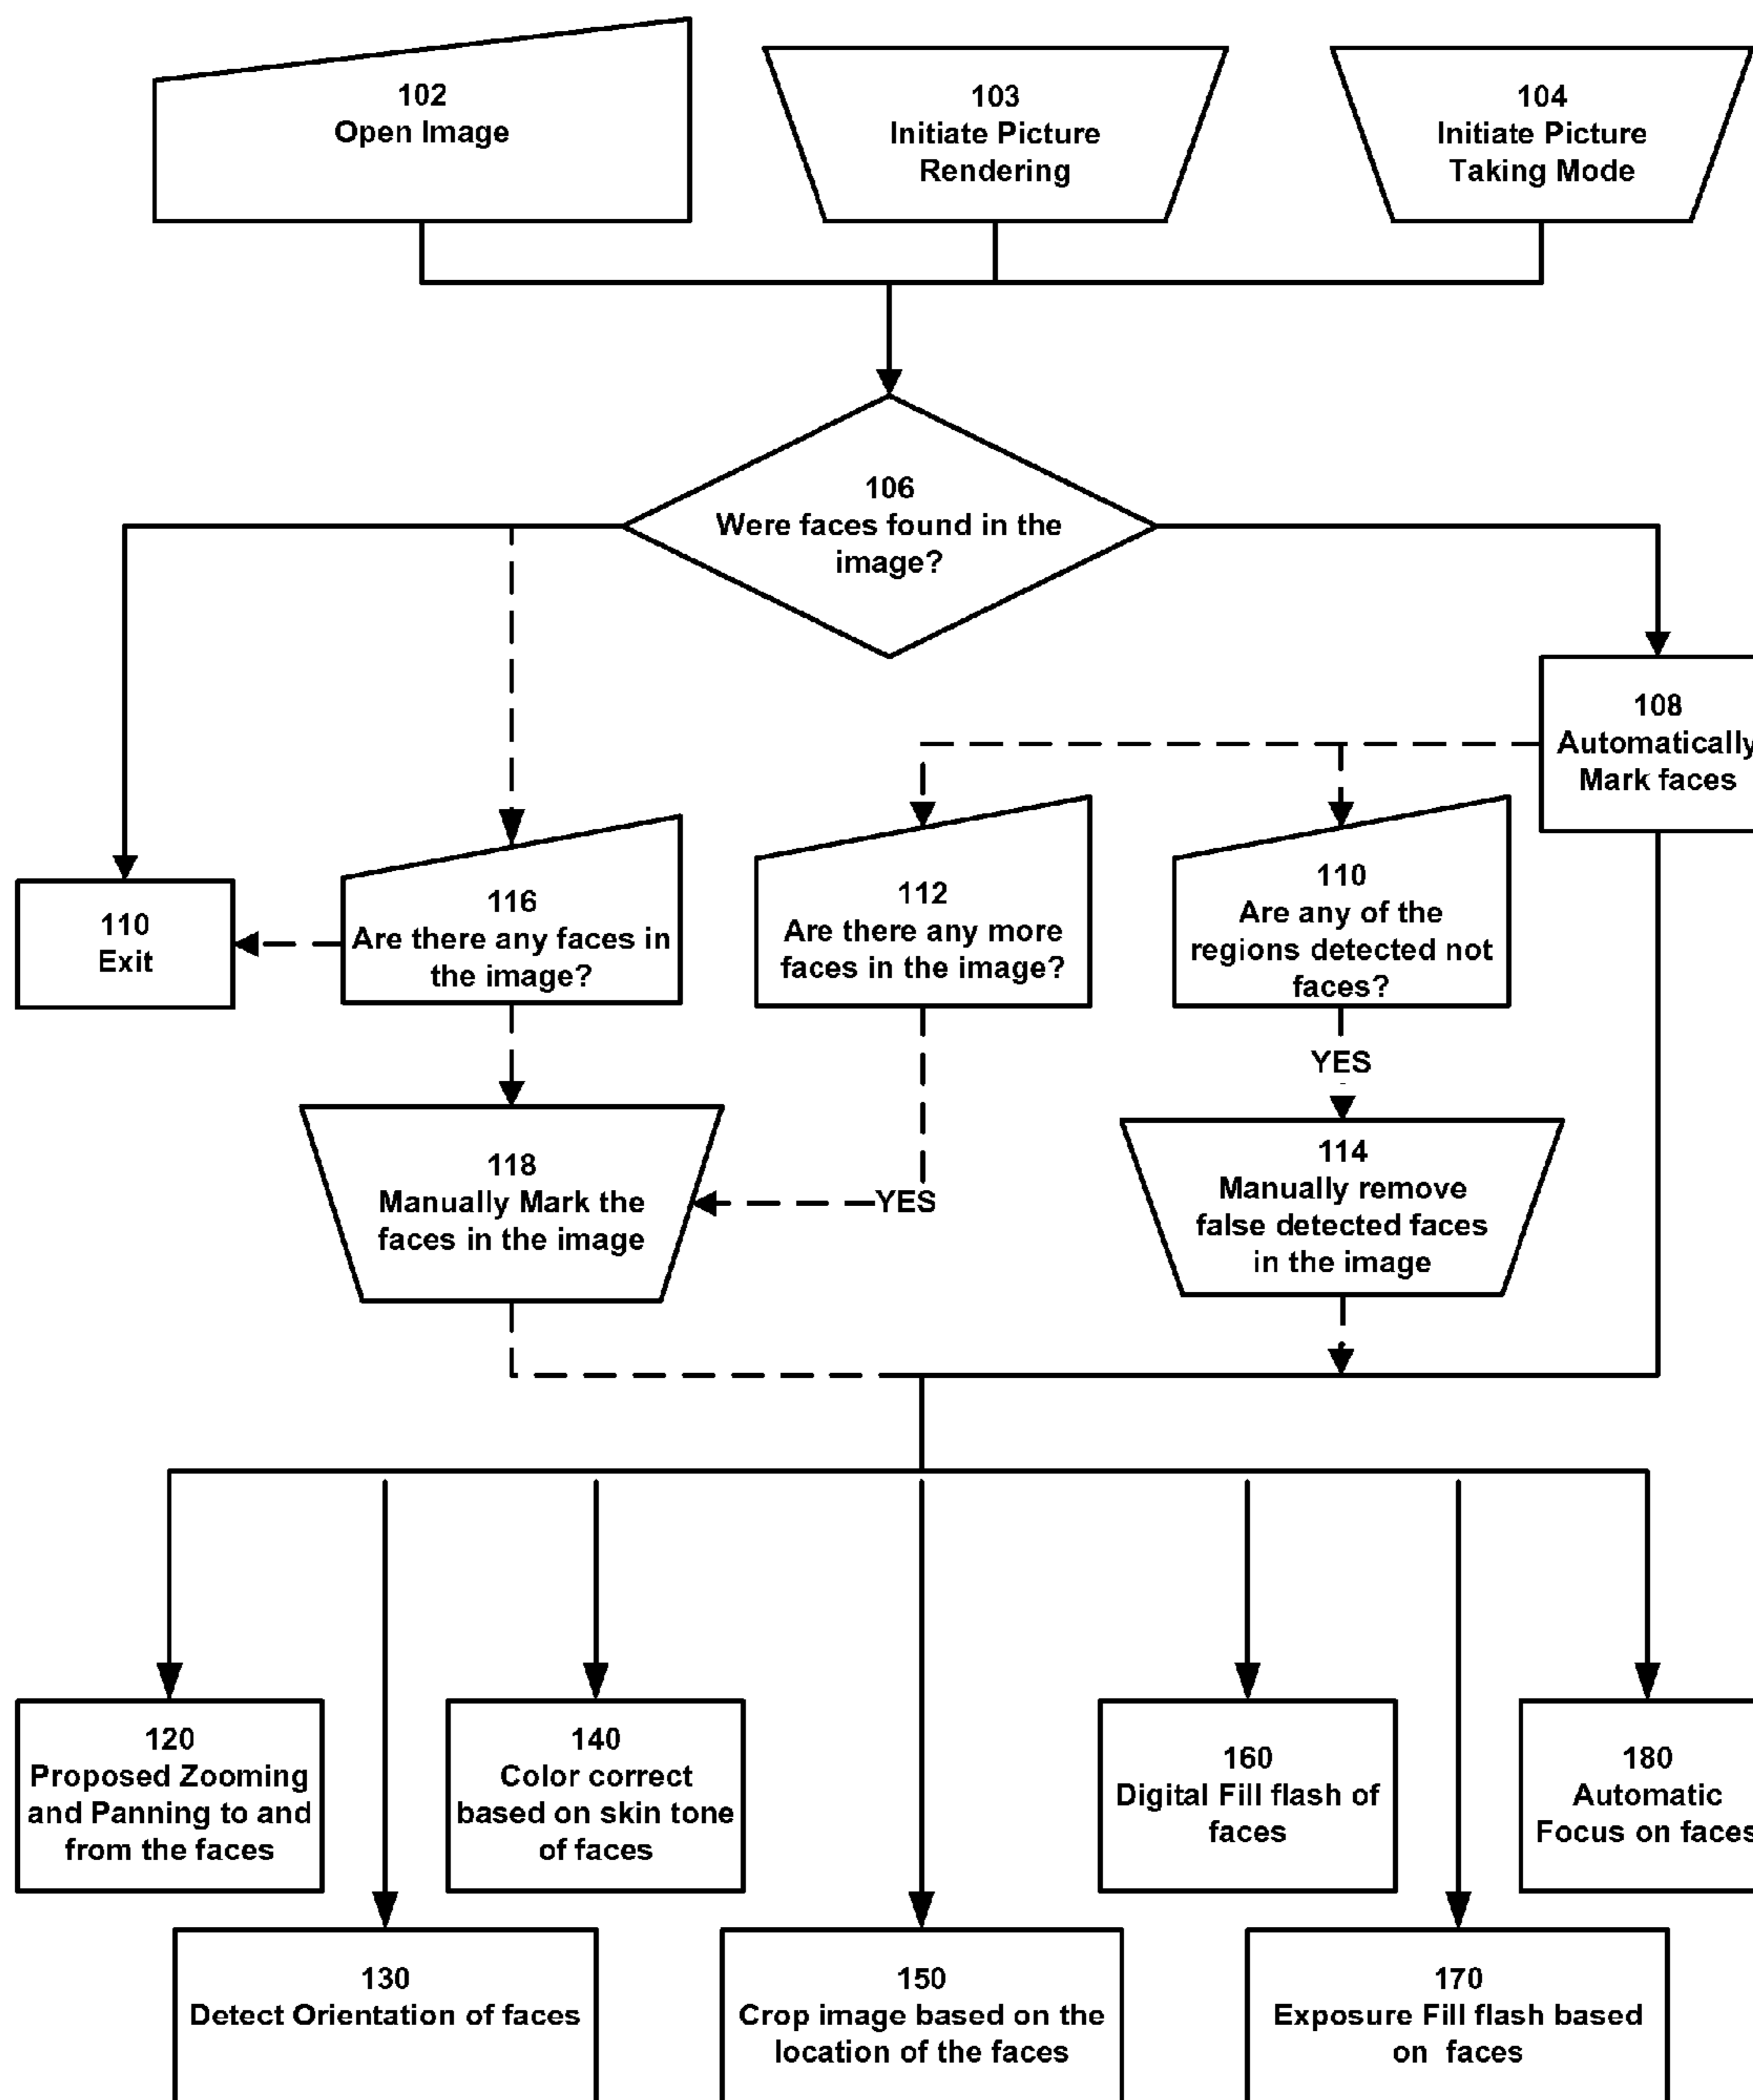 102
Open Image
103
Initiate Picture
Rendering
104
Initiate Picture
Taking Mode
106
Were faces found in the
image?
108
Automatically
Mark faces
110
Exit
116
Are there any faces in
the image?
112
Are there any more
faces in the image?
110
Are any of the
regions detected not
faces?
YES
118
Manually Mark the
faces in the image
YES
114
Manually remove
false detected faces
in the image
120
Proposed Zooming
and Panning to and
from the faces
140
Color correct
based on skin tone
of faces
160
Digital Fill flash of
faces
180
Automatic
Focus on faces
130
Detect Orientation of faces
150
Crop image based on the
location of the faces
170
Exposure Fill flash based
on faces